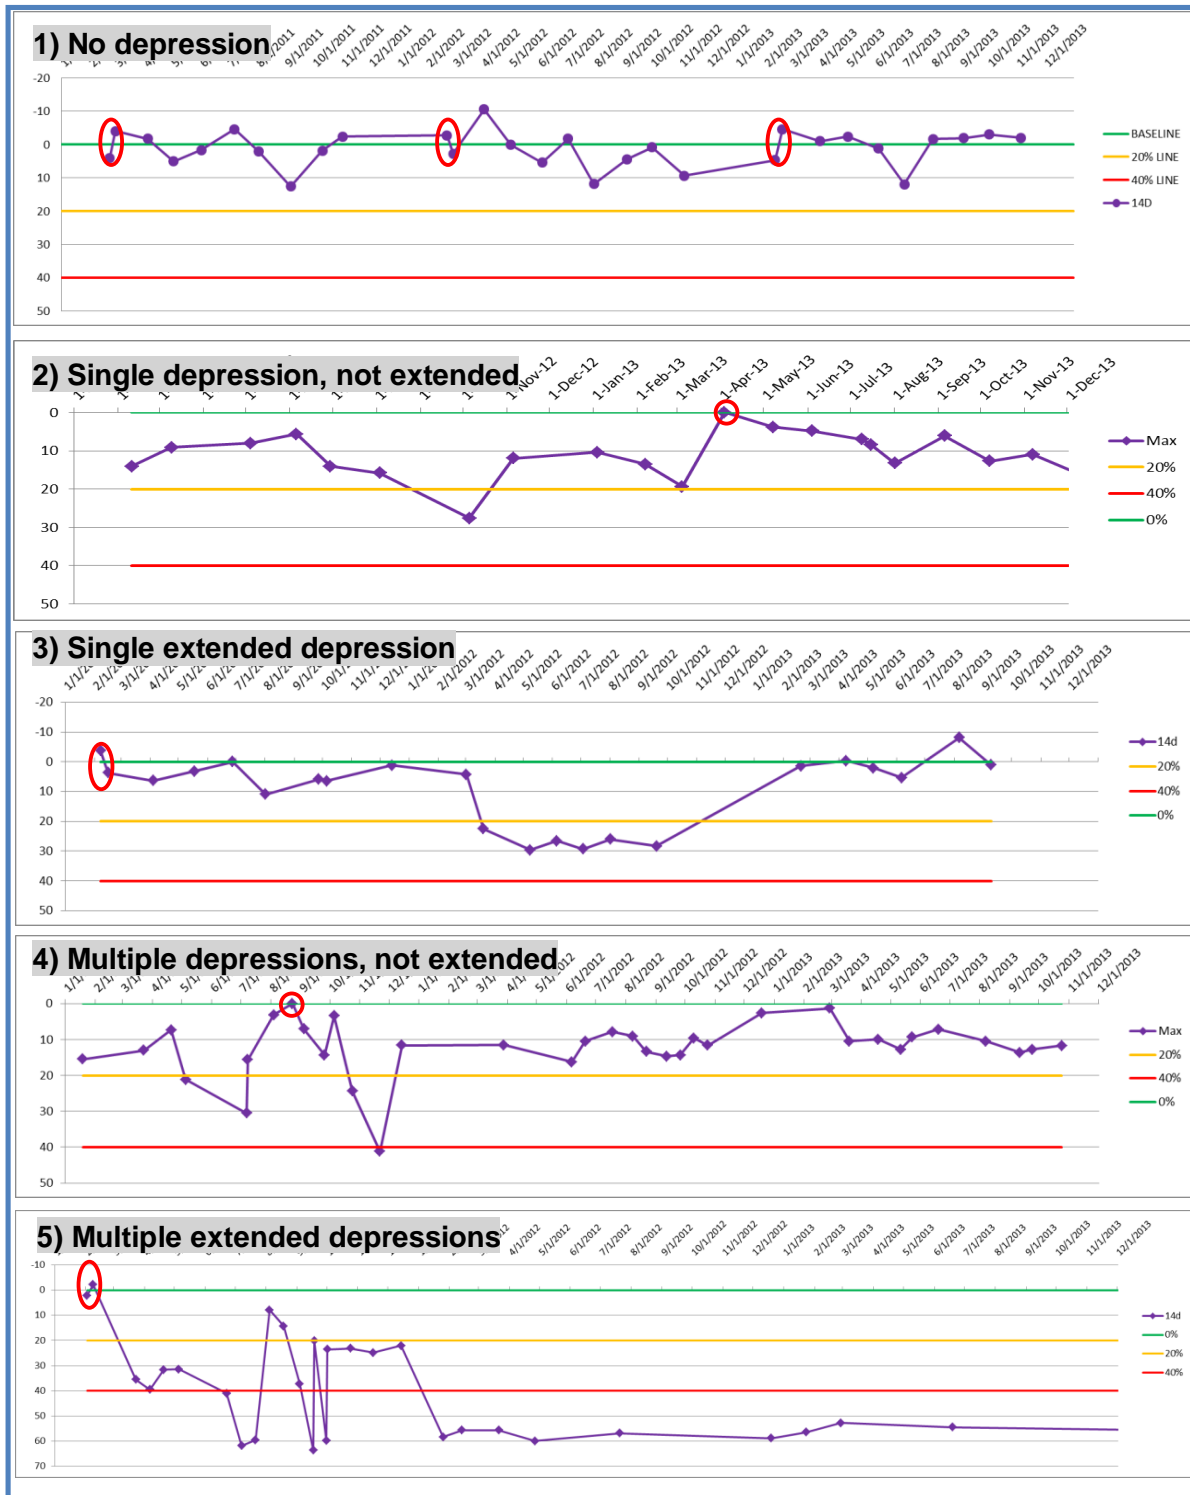 1) No depression
8/1/2011 9/1/2011 10/1/2011 11/1/2011 12/1/2011 1/1/2012 2/1/2012 3/1/2012 4/1/2012 5/1/2012 6/1/2012 7/1/2012 8/1/2012 9/1/2012 10/1/2012 11/1/2012 12/1/2012 1/1/2013 2/1/2013 3/1/2013 4/1/2013 5/1/2013 6/1/2013 7/1/2013 8/1/2013 9/1/2013 10/1/2013 11/1/2013 12/1/2013
-20
-10
0
10
20
30
40
50
BASELINE
20% LINE
40% LINE
14D
2) Single depression, not extended
1-Nov-12 1-Dec-12 1-Jan-13 1-Feb-13 1-Mar-13 1-Apr-13 1-May-13 1-Jun-13 1-Jul-13 1-Aug-13 1-Sep-13 1-Oct-13 1-Nov-13 1-Dec-13
0
10
20
30
40
50
Max
20%
40%
0%
3) Single extended depression
2/1/2012 3/1/2012 4/1/2012 5/1/2012 6/1/2012 7/1/2012 8/1/2012 9/1/2012 10/1/2012 11/1/2012 12/1/2012 1/1/2013 2/1/2013 3/1/2013 4/1/2013 5/1/2013 6/1/2013 7/1/2013 8/1/2013 9/1/2013 10/1/2013 11/1/2013 12/1/2013
-20
-10
0
10
20
30
40
50
14d
20%
40%
0%
4) Multiple depressions, not extended
6/1/2012 7/1/2012 8/1/2012 9/1/2012 10/1/2012 11/1/2012 12/1/2012 1/1/2013 2/1/2013 3/1/2013 4/1/2013 5/1/2013 6/1/2013 7/1/2013 8/1/2013 9/1/2013 10/1/2013 11/1/2013 12/1/2013
0
10
20
30
40
50
Max
20%
40%
0%
5) Multiple extended depressions
4/1/2012 5/1/2012 6/1/2012 7/1/2012 8/1/2012 9/1/2012 10/1/2012 11/1/2012 12/1/2012 1/1/2013 2/1/2013 3/1/2013 4/1/2013 5/1/2013 6/1/2013 7/1/2013 8/1/2013 9/1/2013 10/1/2013 11/1/2013 12/1/2013
-10
0
10
20
30
40
50
60
70
14d
0%
20%
40%